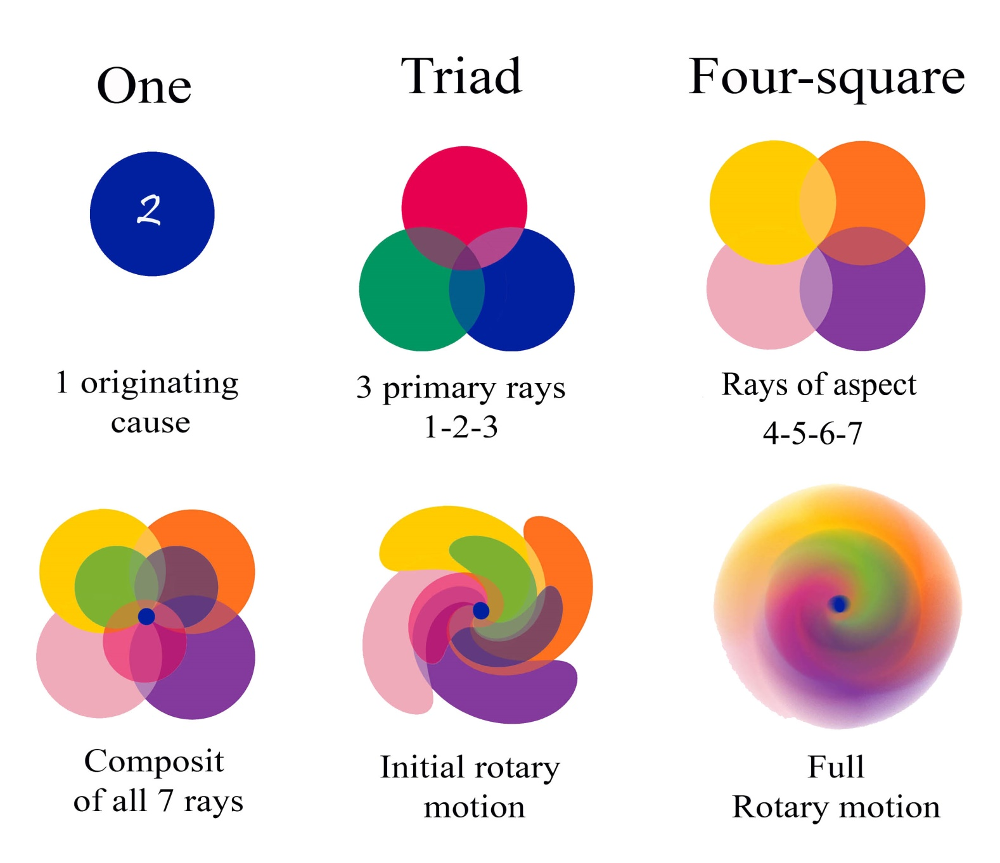 One
Triad
Four-square
2
1 originating
cause
3 primary rays
1-2-3
Rays of aspect
4-5-6-7
Composit
of all 7 rays
Initial rotary
motion
Full
Rotary motion